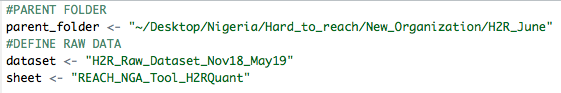 #PARENT FOLDER
parent_folder <- "~/Desktop/Nigeria/Hard_to_reach/New_Organization/H2R_June"
#DEFINE RAW DATA
dataset <- "H2R_Raw_Dataset_Nov18_May19"
sheet <- "REACH_NGA_Tool_H2RQuant"